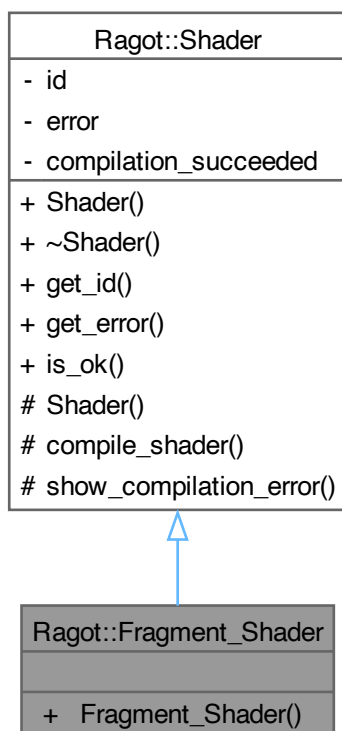 Ragot::Shader
- id
- error
- compilation_succeeded
+ Shader()
+ ~Shader()
+ get_id()
+ get_error()
+ is_ok()
# Shader()
# compile_shader()
# show_compilation_error()
Ragot::Fragment_Shader
+ Fragment_Shader()